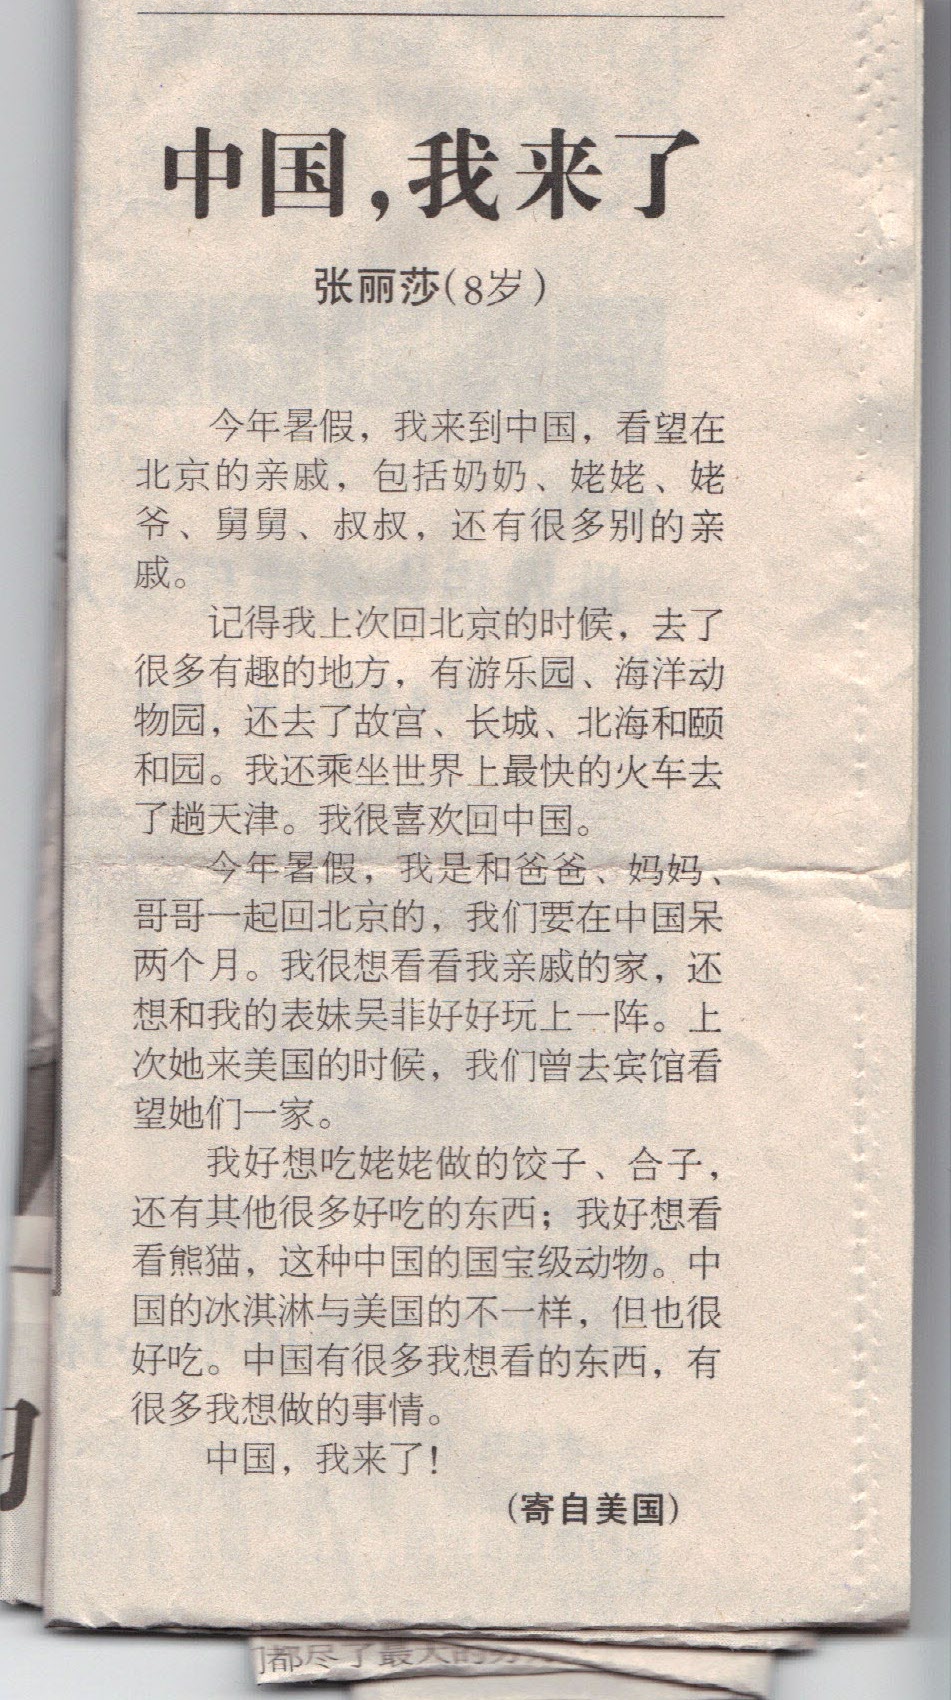 中国,我来了
张丽莎(8岁)
今年暑假，我来到中国，看望在
北京的亲戚，包括奶奶、姥姥、姥
爷、舅舅、叔叔，还有很多别的亲
戚。
记得我上次回北京的时候，去了
很多有趣的地方，有游乐园、海洋动
物园，还去了故宫、长城、北海和颐
和园。我还乘坐世界上最快的火车去
了趟天津。我很喜欢回中国。
今年暑假，我是和爸爸、妈妈、
哥哥一起回北京的，我们要在中国呆
两个月。我很想看看我亲戚的家，还
想和我的表妹吴菲好好玩上一阵。上
次她来美国的时候，我们曾去宾馆看
望她们一家。
我好想吃姥姥做的饺子、合子，
还有其他很多好吃的东西；我好想看
看熊猫，这种中国的国宝级动物。中
国的冰淇淋与美国的不一样，但也很
好吃。中国有很多我想看的东西，有
很多我想做的事情。
中国，我来了！
(寄自美国)
都尽了最大的努